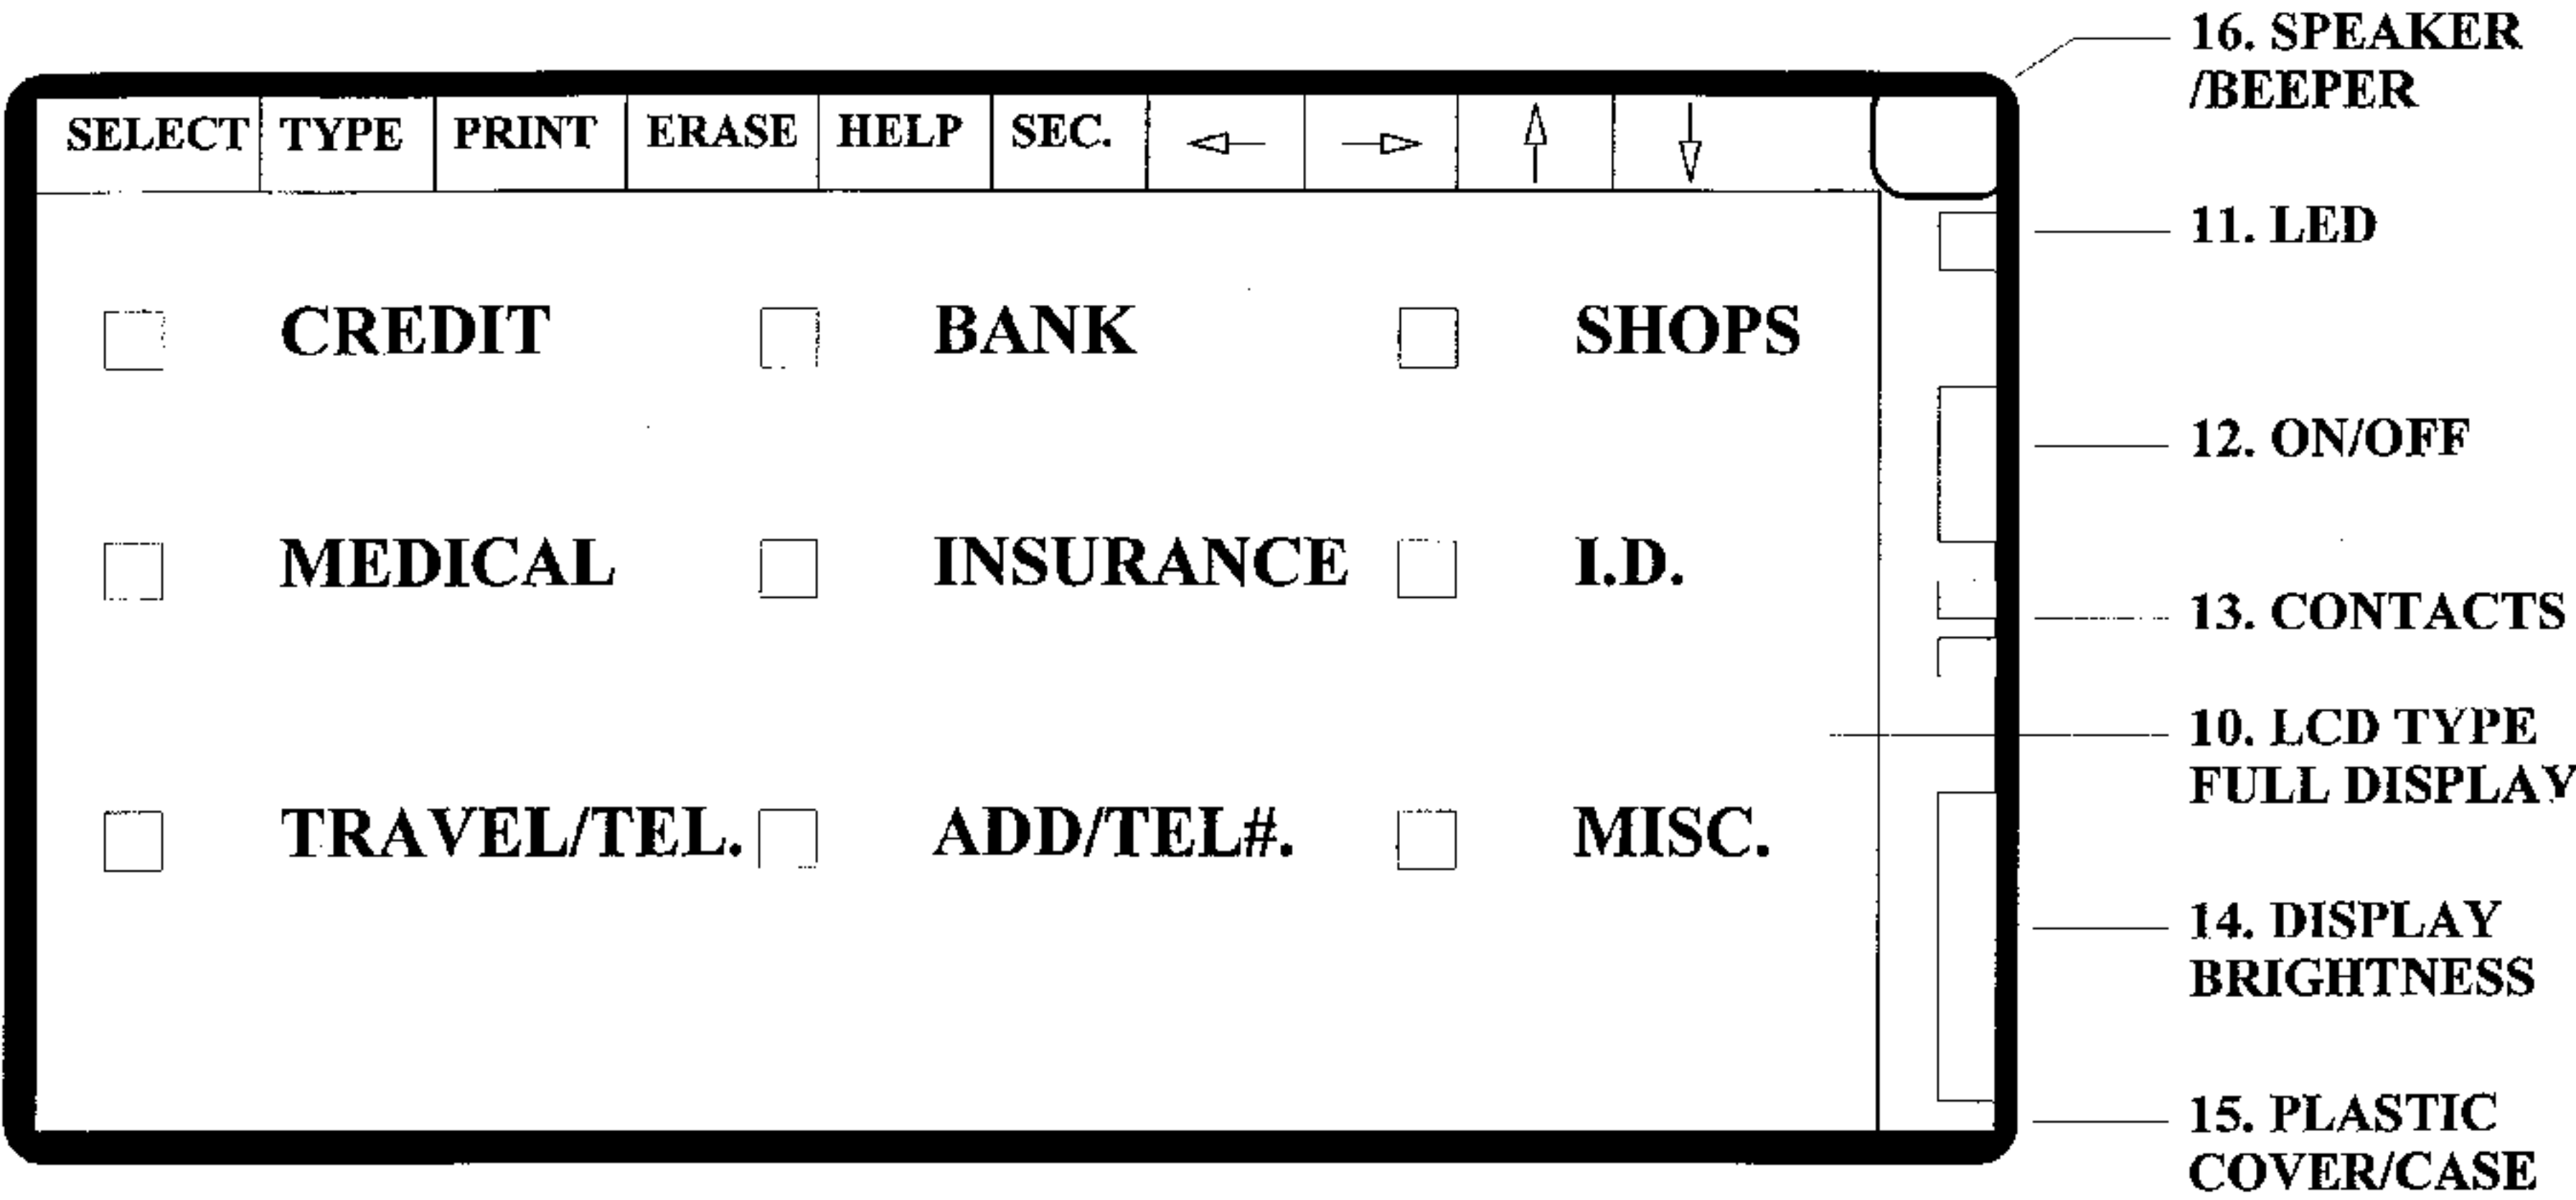 SELECT TYPE PRINT ERASE HELP SEC.
CREDIT BANK SHOPS
MEDICAL INSURANCE I.D.
TRAVEL/TEL. ADD/TEL#. MISC.
16. SPEAKER
/BEEPER
11. LED
12. ON/OFF
13. CONTACTS
10. LCD TYPE
FULL DISPLAY
14. DISPLAY
BRIGHTNESS
15. PLASTIC
COVER/CASE